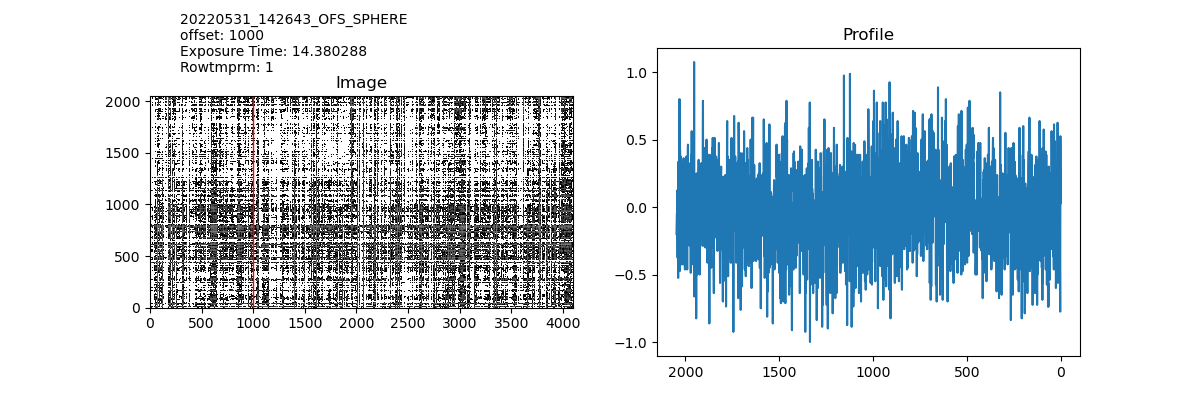 20220531_142643_OFS_SPHERE
offset: 1000
Exposure Time: 14.380288
Rowtmprm: 1
Image
2000
1500
1000
500
0
0 500 1000 1500 2000 2500 3000 3500 4000
Profile
1.0
0.5
0.0
−0.5
−1.0
2000 1500 1000 500 0